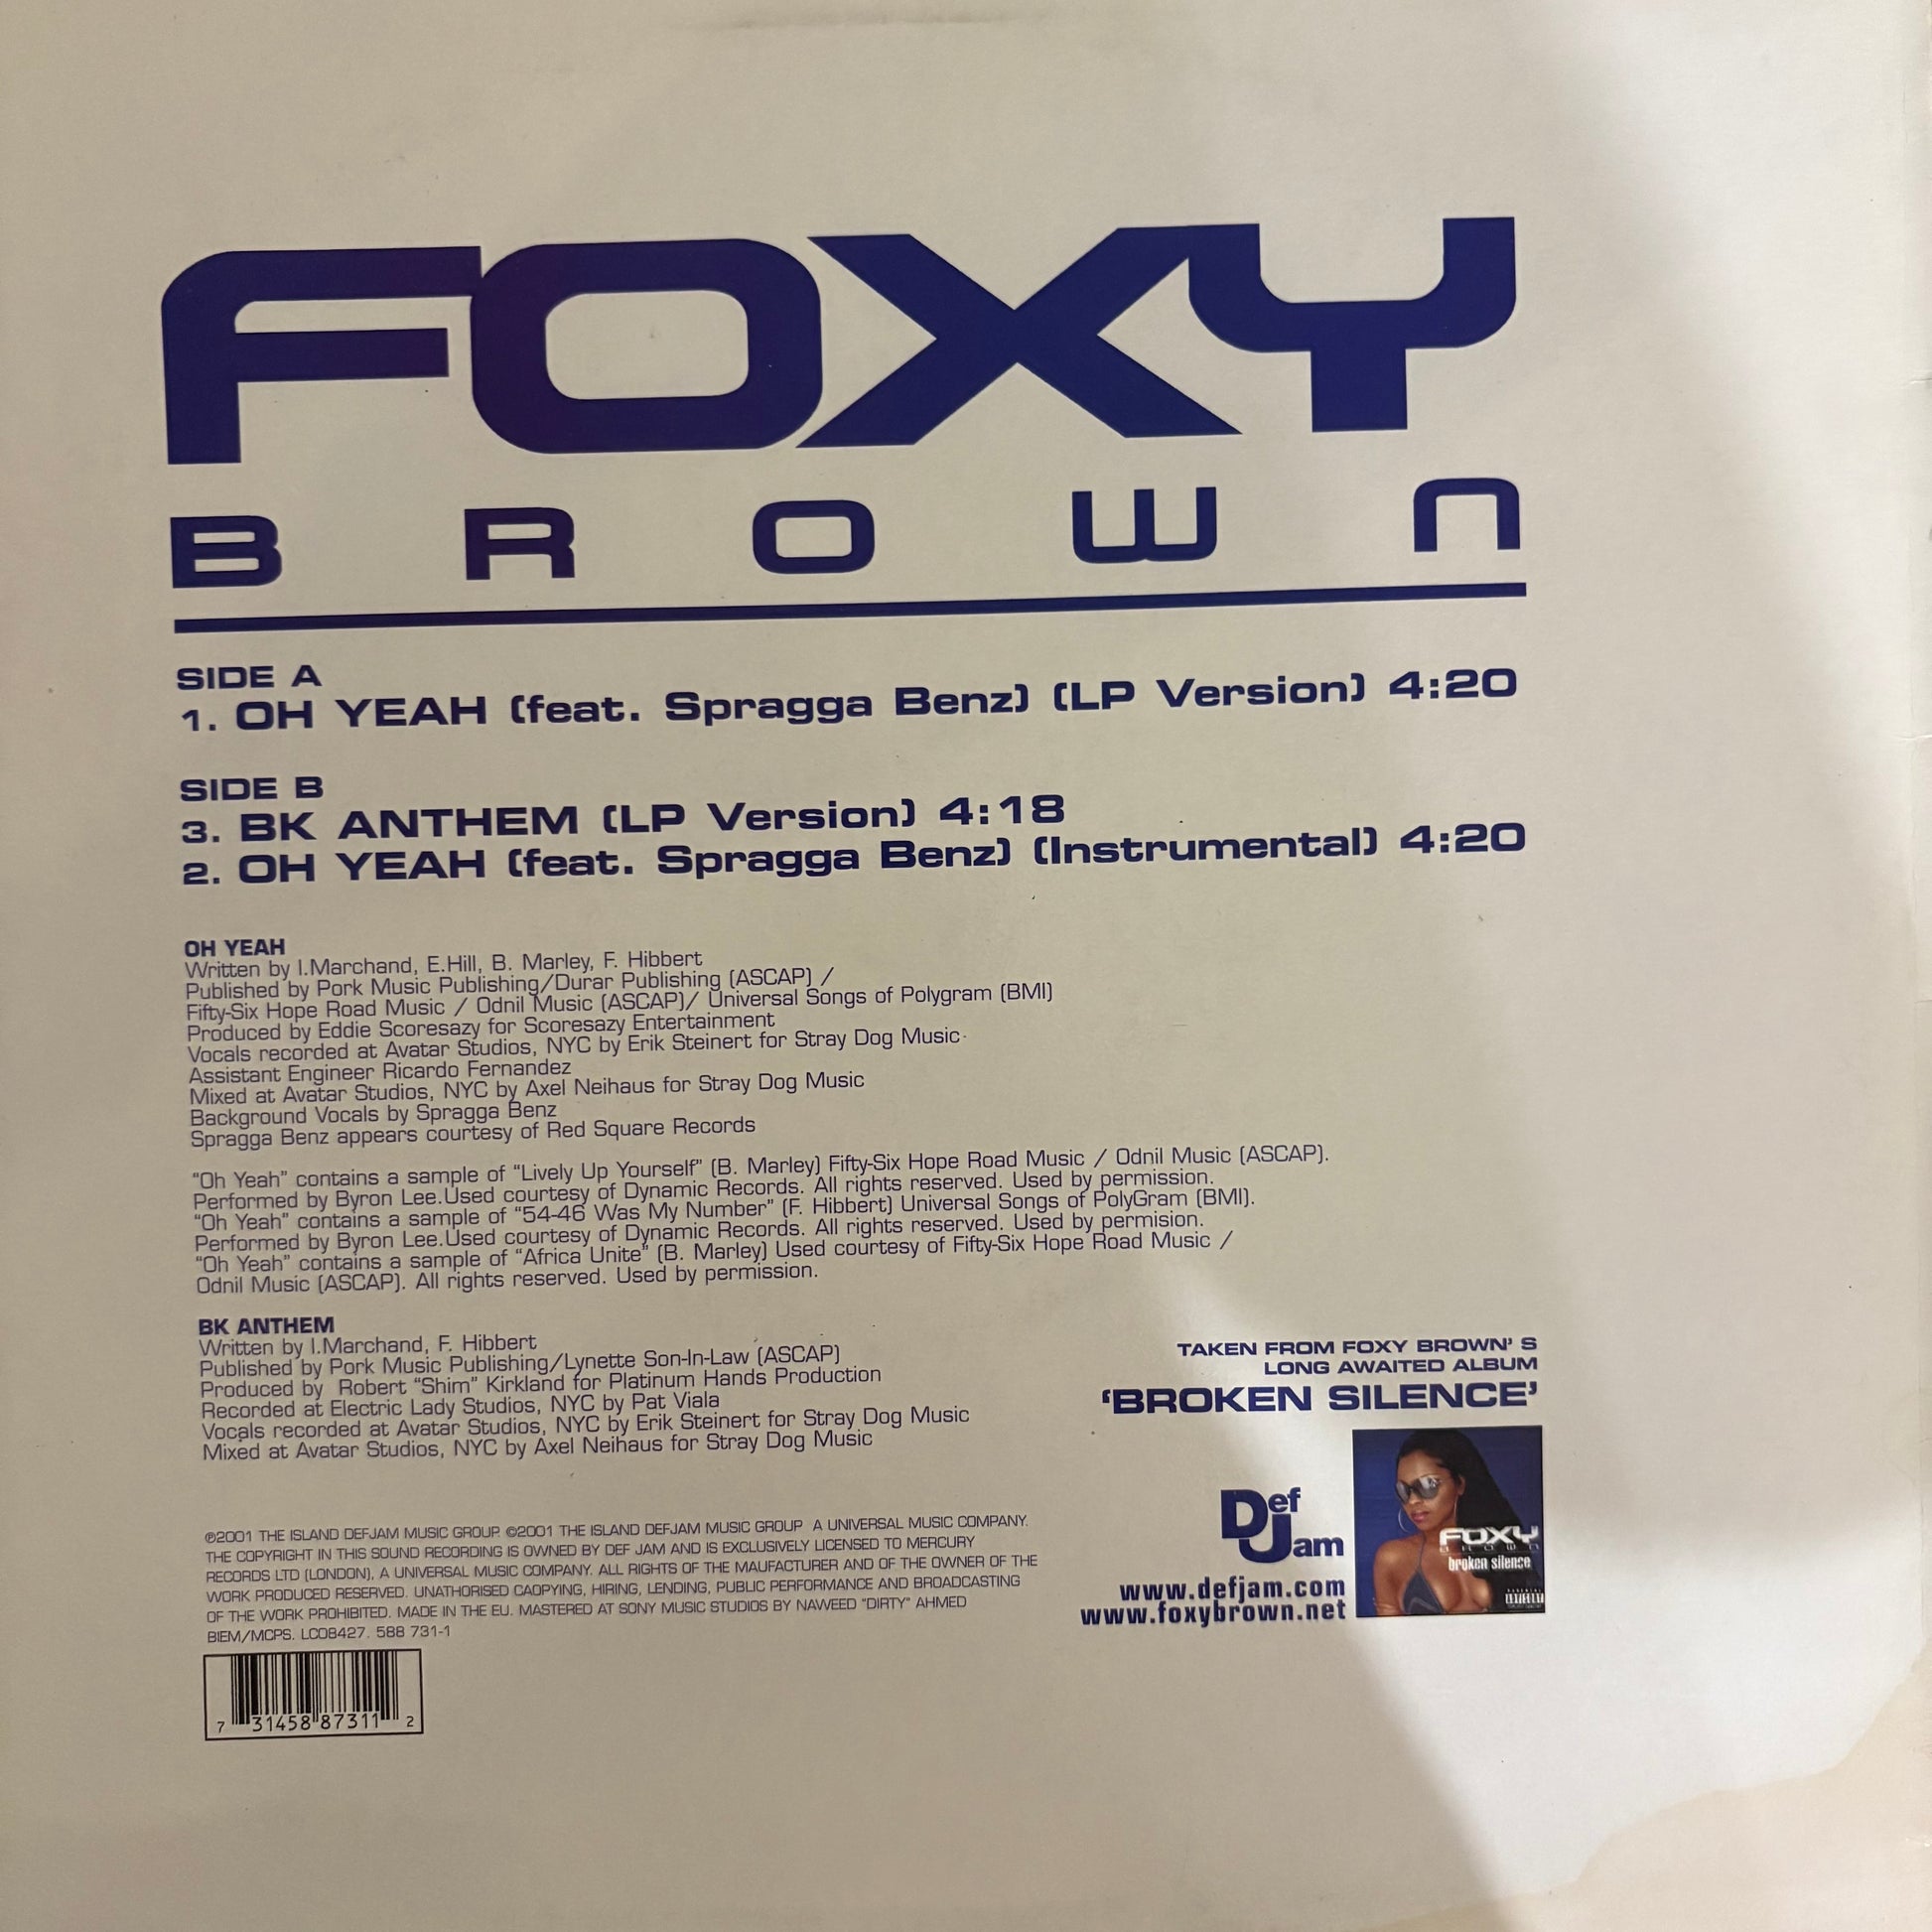 FOXY
BROWN
SIDE A
1. OH YEAH (feat. Spragga Benz) (LP Version) 4:20
SIDE B
3. BK ANTHEM (LP Version) 4:18
2. OH YEAH (feat. Spragga Benz) (Instrumental) 4:20
OH YEAH
Written by I.Marchand, E.Hill, B. Marley, F. Hibbert
Published by Pork Music Publishing/Durar Publishing (ASCAP) /
Fifty-Six Hope Road Music / Odnil Music (ASCAP)/ Universal Songs of Polygram (BMI)
Produced by Eddie Scoresazy for Scoresazy Entertainment
Vocals recorded at Avatar Studios, NYC by Erik Steinert for Stray Dog Music
Assistant Engineer Ricardo Fernandez
Mixed at Avatar Studios, NYC by Axel Neihaus for Stray Dog Music
Background Vocals by Spragga Benz
Spragga Benz appears courtesy of Red Square Records
"Oh Yeah" contains a sample of "Lively Up Yourself" (B. Marley) Fifty-Six Hope Road Music / Odnil Music (ASCAP).
Performed by Byron Lee.Used courtesy of Dynamic Records. All rights reserved. Used by permission.
"Oh Yeah" contains a sample of "54-46 Was My Number" (F. Hibbert) Universal Songs of PolyGram (BMI).
Performed by Byron Lee.Used courtesy of Dynamic Records. All rights reserved. Used by permision.
"Oh Yeah" contains a sample of "Africa Unite" (B. Marley) Used courtesy of Fifty-Six Hope Road Music /
Odnil Music (ASCAP). All rights reserved. Used by permission.
BK ANTHEM
Written by I.Marchand, F. Hibbert
Published by Pork Music Publishing/Lynette Son-In-Law (ASCAP)
Produced by Robert "Shim" Kirkland for Platinum Hands Production
Recorded at Electric Lady Studios, NYC by Pat Viala
Vocals recorded at Avatar Studios, NYC by Erik Steinert for Stray Dog Music
Mixed at Avatar Studios, NYC by Axel Neihaus for Stray Dog Music
TAKEN FROM FOXY BROWN' S
LONG AWAITED ALBUM
'BROKEN SILENCE'
Def
Jam
www.defjam.com
www.foxybrown.net
FOXY
BROWN
broken silence
℗2001 THE ISLAND DEFJAM MUSIC GROUP. ©2001 THE ISLAND DEFJAM MUSIC GROUP A UNIVERSAL MUSIC COMPANY.
THE COPYRIGHT IN THIS SOUND RECORDING IS OWNED BY DEF JAM AND IS EXCLUSIVELY LICENSED TO MERCURY
RECORDS LTD (LONDON), A UNIVERSAL MUSIC COMPANY. ALL RIGHTS OF THE MAUFACTURER AND OF THE OWNER OF THE
WORK PRODUCED RESERVED. UNATHORISED CAOPYING, HIRING, LENDING, PUBLIC PERFORMANCE AND BROADCASTING
OF THE WORK PROHIBITED. MADE IN THE EU. MASTERED AT SONY MUSIC STUDIOS BY NAWEED "DIRTY" AHMED
BIEM/MCPS. LC08427. 588 731-1
7 31458 87311 2